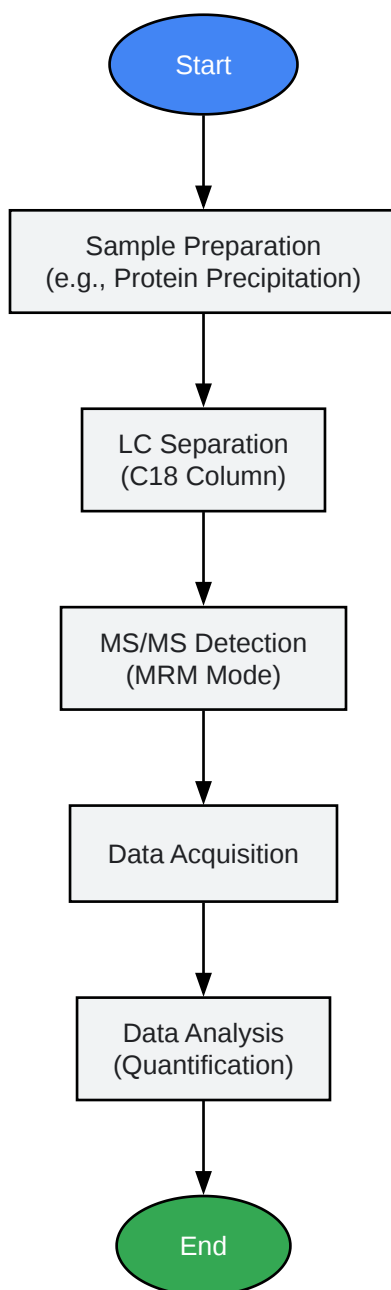 Start
Sample Preparation
(e.g., Protein Precipitation)
LC Separation
(C18 Column)
MS/MS Detection
(MRM Mode)
Data Acquisition
Data Analysis
(Quantification)
End